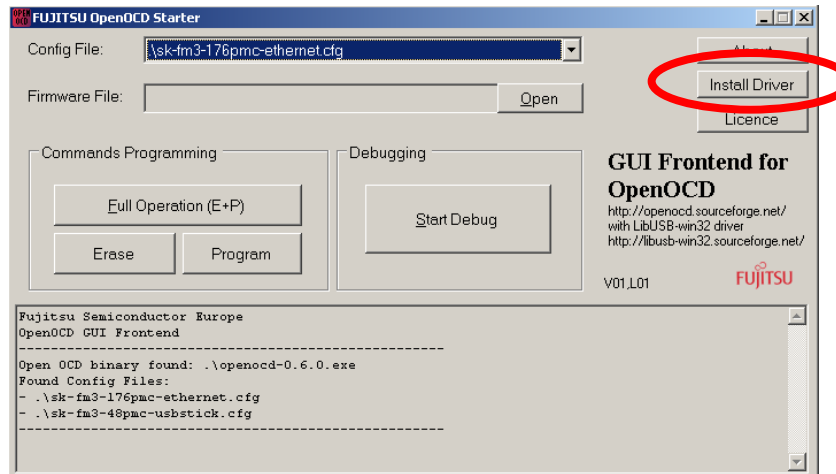 OPEN OCD FUJITSU OpenOCD Starter
Config File: .\sk-fm3-176pmc-ethernet.cfg
About
Install Driver
Firmware File: Open
Licence
Commands Programming
Full Operation (E+P)
Erase Program
Debugging
Start Debug
GUI Frontend for
OpenOCD
http://openocd.sourceforge.net/
with LibUSB-win32 driver
http://libusb-win32.sourceforge.net/
V01,L01 FUJITSU
Fujitsu Semiconductor Europe
OpenOCD GUI Frontend
-----------------------------------------------------
Open OCD binary found: .\openocd-0.6.0.exe
Found Config Files:
- .\sk-fm3-176pmc-ethernet.cfg
- .\sk-fm3-48pmc-usbstick.cfg
-----------------------------------------------------